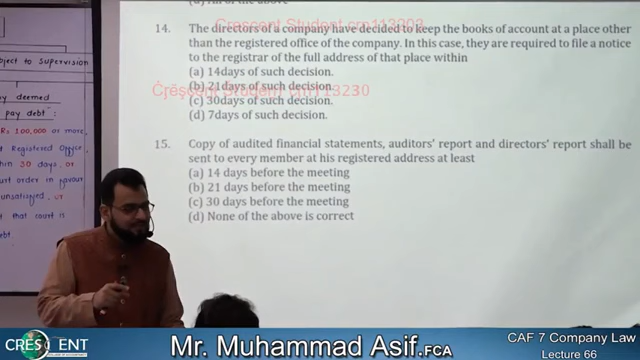 (d) All of the above
Crescent Student crn113202
14. The directors of a company have decided to keep the books of account at a place other
than the registered office of the company. In this case, they are required to file a notice
to the registrar of the full address of that place within
(a) 14days of such decision.
(b) 21days of such decision.
Crescent Student crn113230
(c) 30days of such decision.
(d) 7days of such decision.
15. Copy of audited financial statements, auditors' report and directors' report shall be
sent to every member at his registered address at least
(a) 14 days before the meeting
(b) 21 days before the meeting
(c) 30 days before the meeting
(d) None of the above is correct
to supervision
deemed
pay debt":
Rs 100,000 or more,
Registered Office
30 days, or
order in favour
unsatisfied, or
that court is
debt.
CRESCENT
Mr. Muhammad Asif.FCA
CAF 7 Company Law
Lecture 66